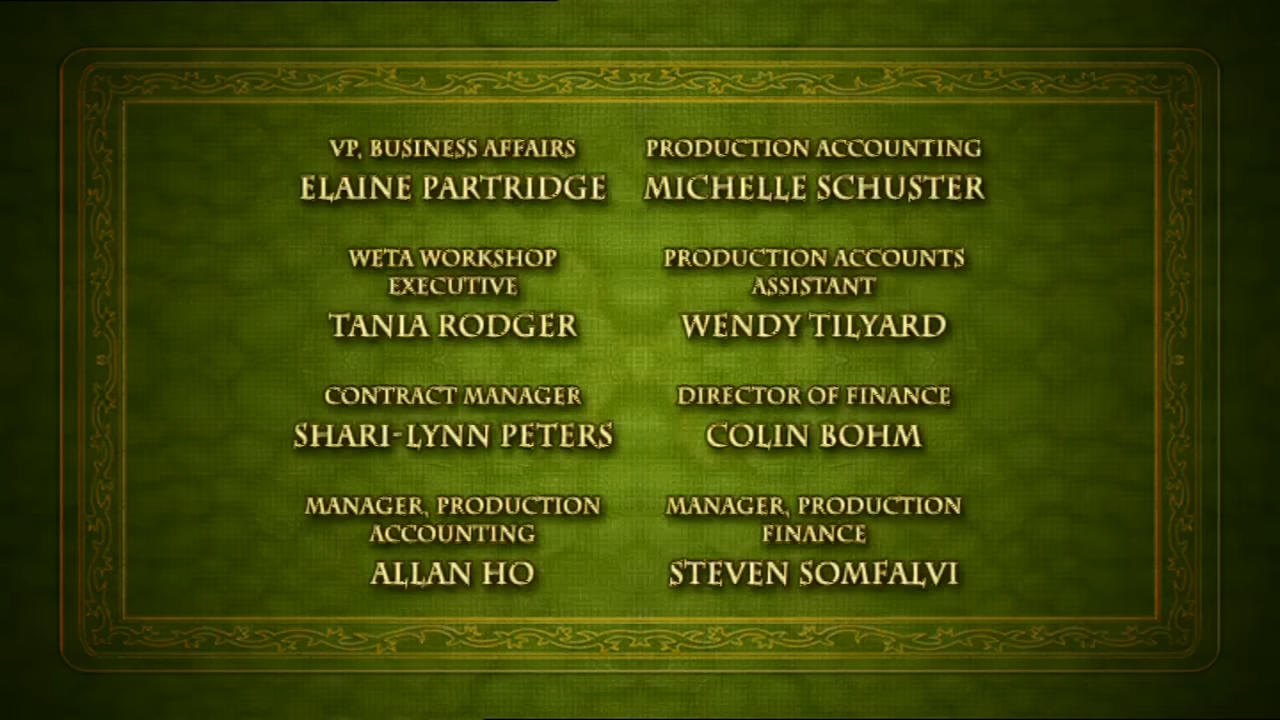 VP, BUSINESS AFFAIRS
ELAINE PARTRIDGE
WETA WORKSHOP
EXECUTIVE
TANIA RODGER
CONTRACT MANAGER
SHARI-LYNN PETERS
MANAGER, PRODUCTION
ACCOUNTING
ALLAN HO
PRODUCTION ACCOUNTING
MICHELLE SCHUSTER
PRODUCTION ACCOUNTS
ASSISTANT
WENDY TILYARD
DIRECTOR OF FINANCE
COLIN BOHM
MANAGER, PRODUCTION
FINANCE
STEVEN SOMFALVI